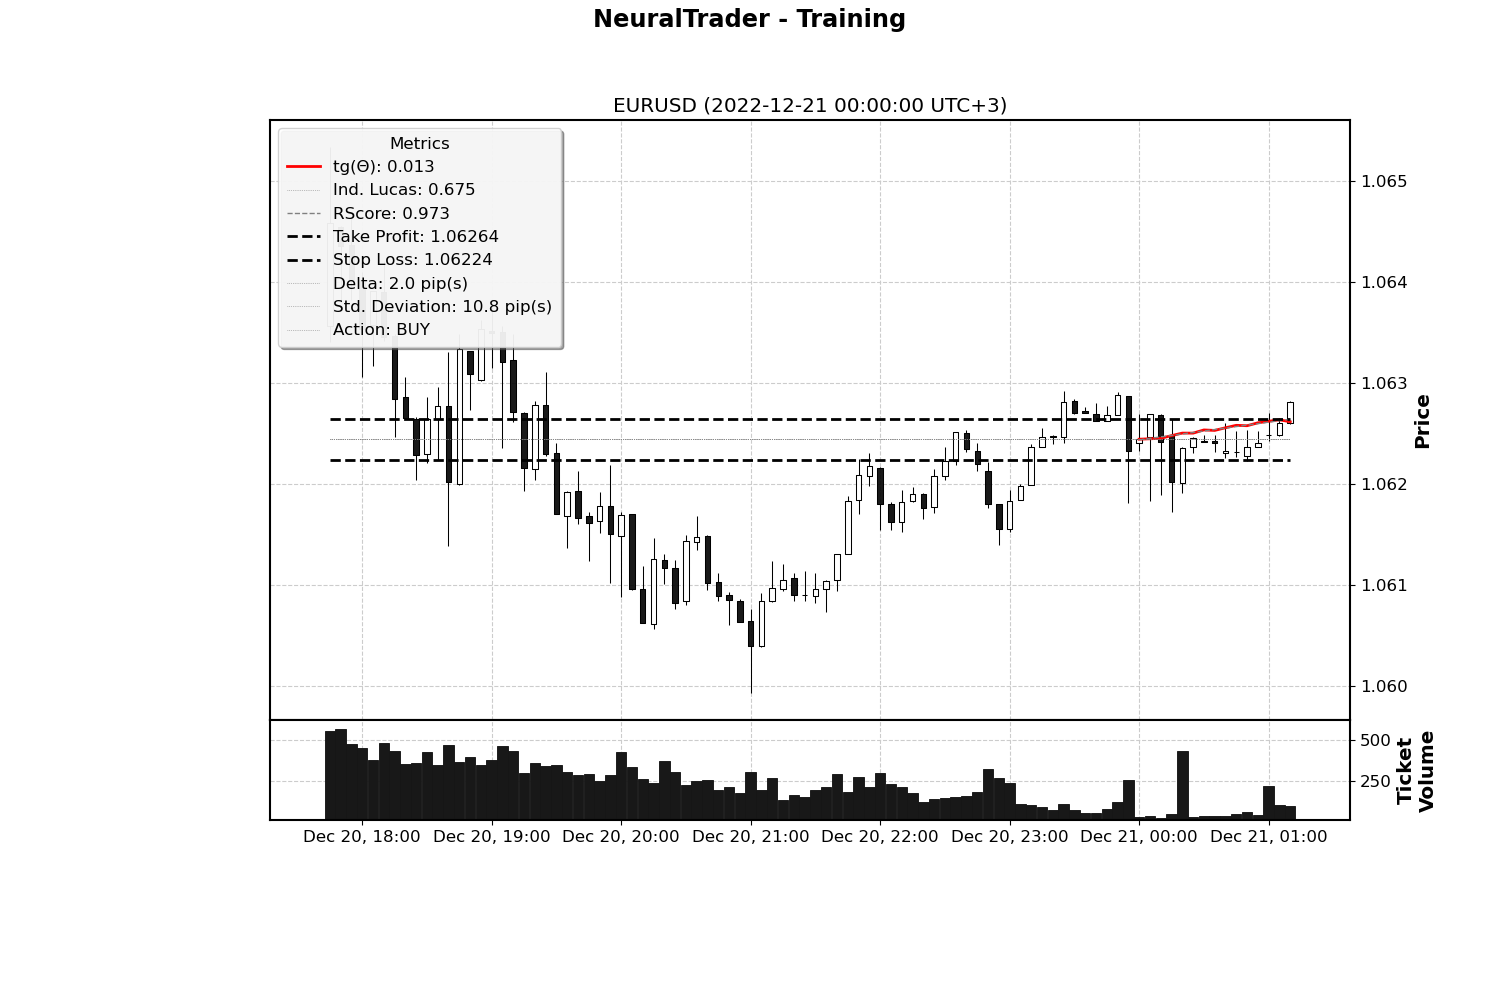 NeuralTrader - Training
EURUSD (2022-12-21 00:00:00 UTC+3)
Metrics
tg(Θ): 0.013
Ind. Lucas: 0.675
RScore: 0.973
Take Profit: 1.06264
Stop Loss: 1.06224
Delta: 2.0 pip(s)
Std. Deviation: 10.8 pip(s)
Action: BUY
1.065
1.064
1.063
1.062
1.061
1.060
Price
500
250
Ticket
Volume
Dec 20, 18:00 Dec 20, 19:00 Dec 20, 20:00 Dec 20, 21:00 Dec 20, 22:00 Dec 20, 23:00 Dec 21, 00:00 Dec 21, 01:00